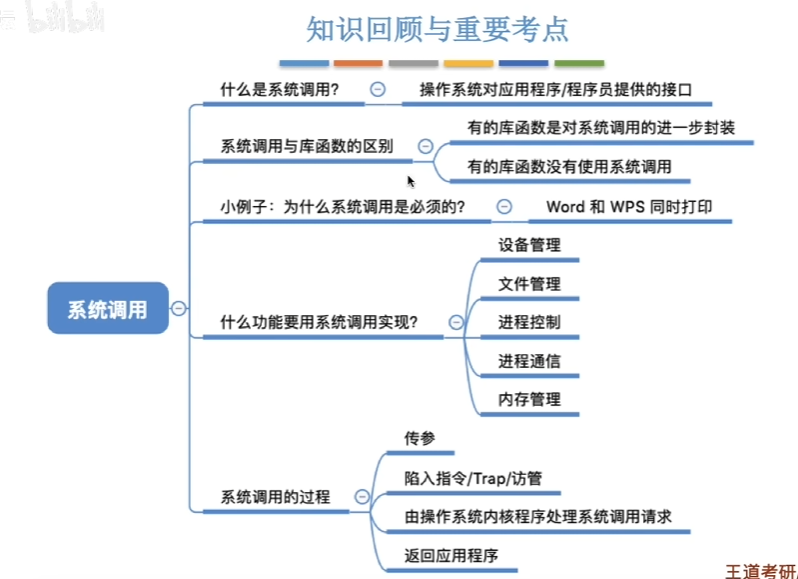 bilibili
知识回顾与重要考点
什么是系统调用?
操作系统对应用程序/程序员提供的接口
系统调用与库函数的区别
有的库函数是对系统调用的进一步封装
有的库函数没有使用系统调用
小例子：为什么系统调用是必须的?
Word 和 WPS 同时打印
系统调用
什么功能要用系统调用实现?
设备管理
文件管理
进程控制
进程通信
内存管理
系统调用的过程
传参
陷入指令/Trap/访管
由操作系统内核程序处理系统调用请求
返回应用程序
王道考研